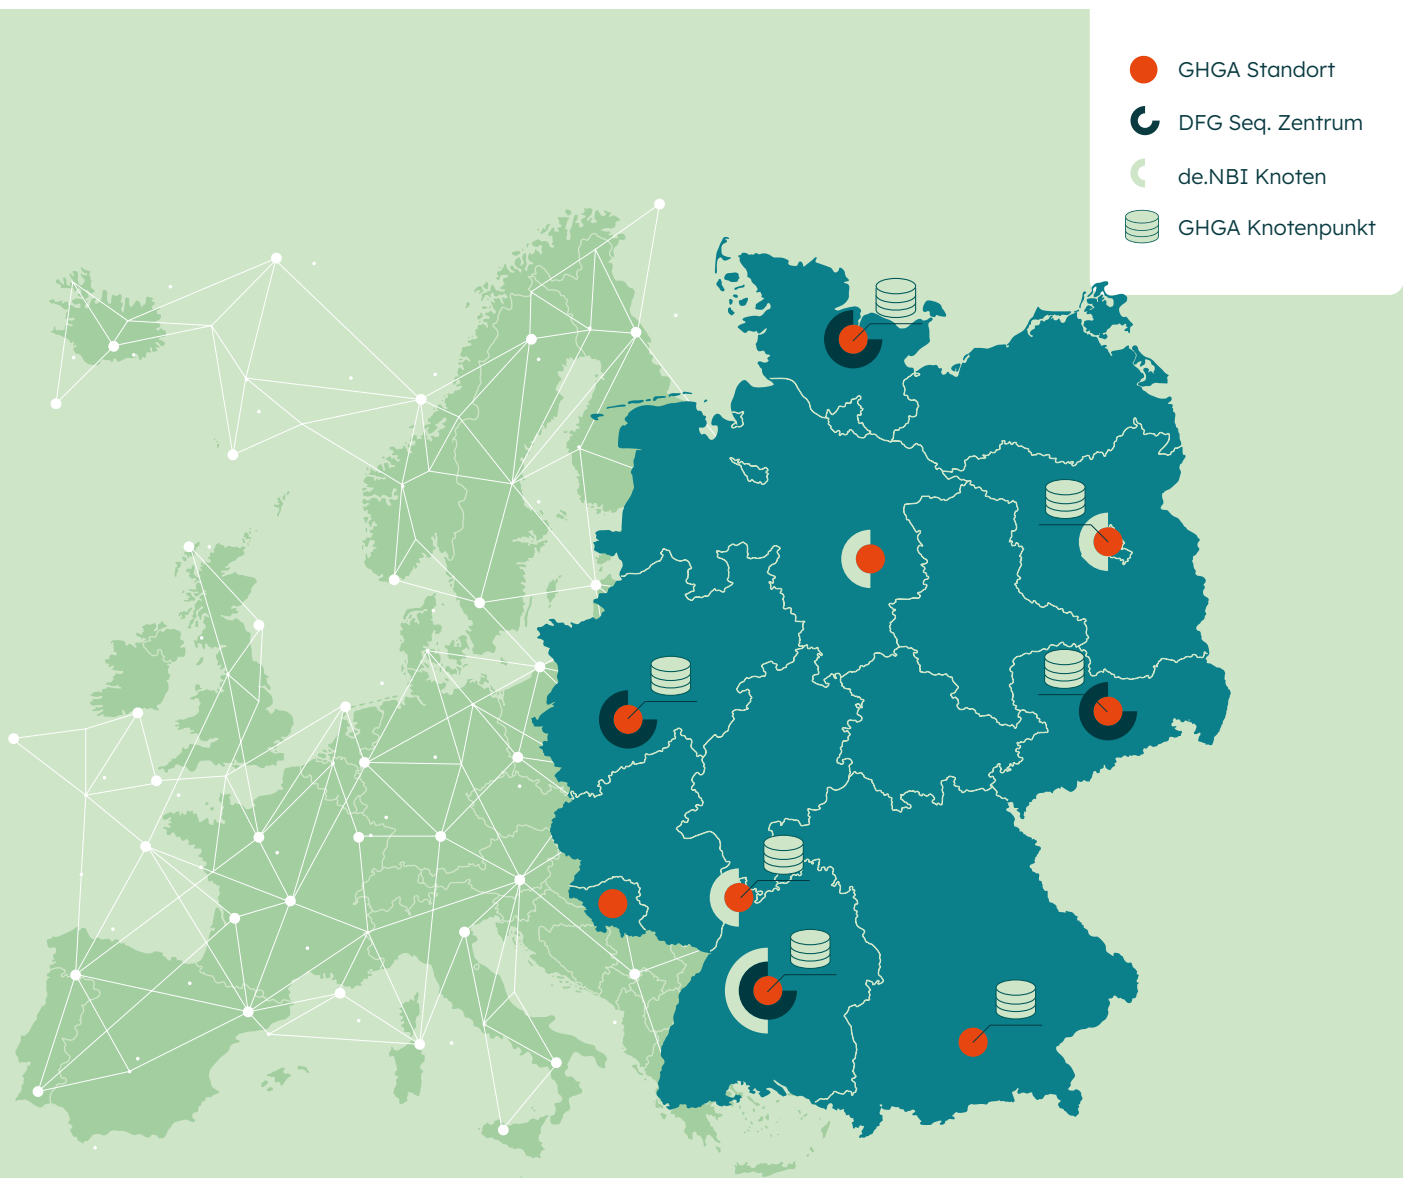 GHGA Standort
DFG Seq. Zentrum
de.NBI Knoten
GHGA Knotenpunkt